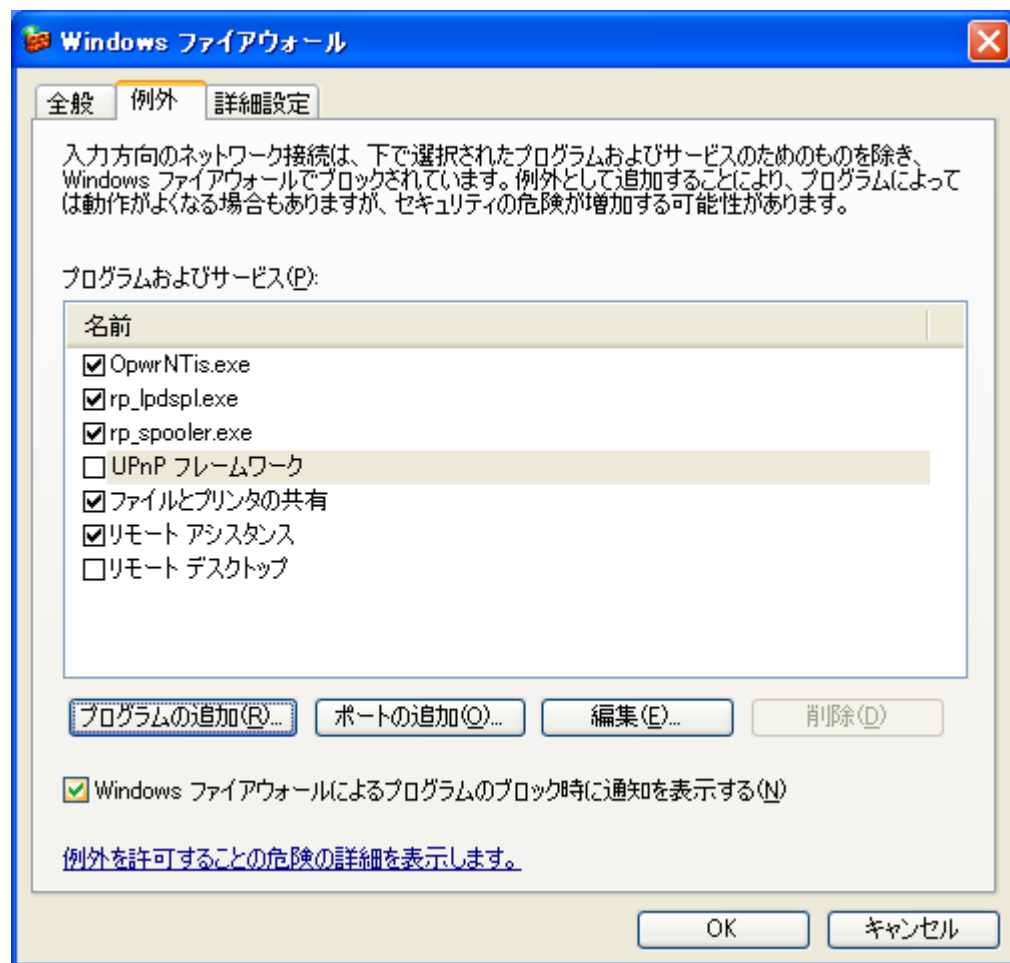 Windows ファイアウォール
全般 例外 詳細設定
入力方向のネットワーク接続は、下で選択されたプログラムおよびサービスのためのものを除き、
Windows ファイアウォールでブロックされています。例外として追加することにより、プログラムによって
は動作がよくなる場合もありますが、セキュリティの危険が増加する可能性があります。
プログラムおよびサービス(P):
名前
OpwrNTis.exe
rp_lpdspl.exe
rp_spooler.exe
UPnP フレームワーク
ファイルとプリンタの共有
リモート アシスタンス
リモート デスクトップ
プログラムの追加(R)... ポートの追加(O)... 編集(E)... 削除(D)
Windows ファイアウォールによるプログラムのブロック時に通知を表示する(N)
例外を許可することの危険の詳細を表示します。
OK キャンセル